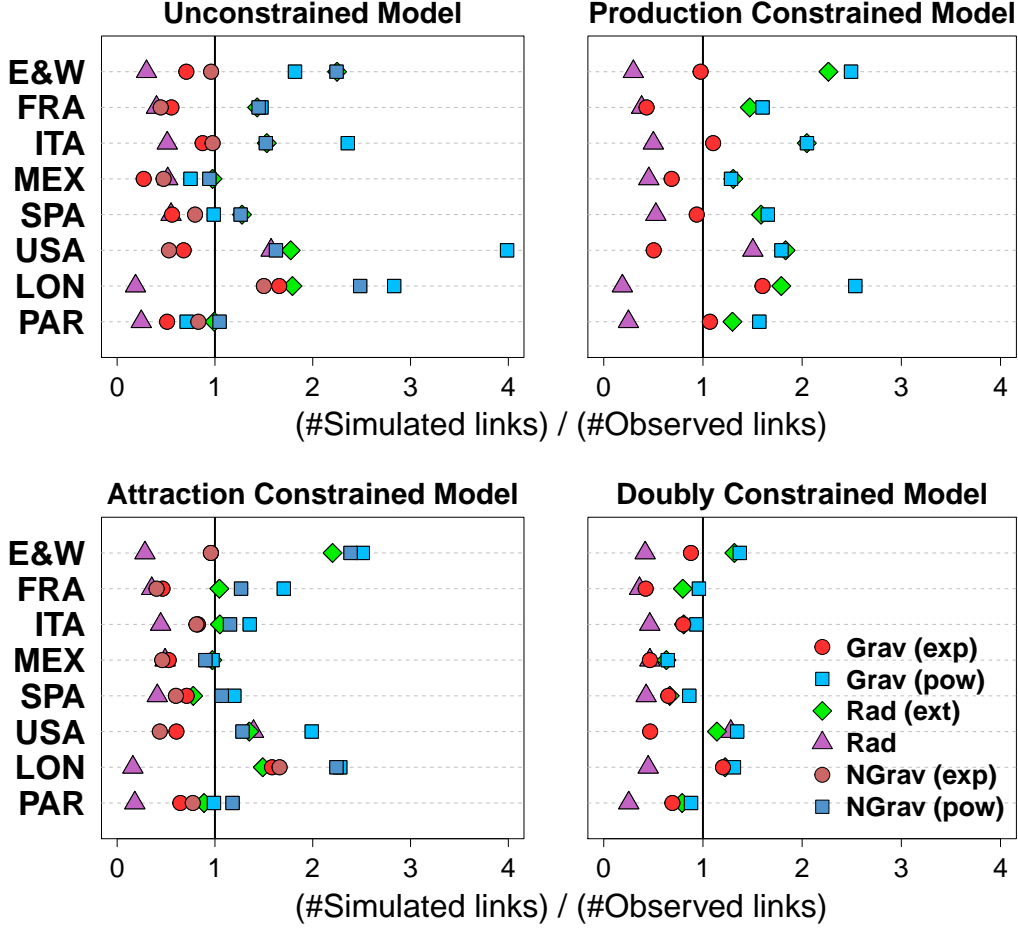 Unconstrained Model
E&W
FRA
ITA
MEX
SPA
USA
LON
PAR
0 1 2 3 4
Production Constrained Model
0 1 2 3 4
(#Simulated links) / (#Observed links)
Attraction Constrained Model
E&W
FRA
ITA
MEX
SPA
USA
LON
PAR
0 1 2 3 4
Doubly Constrained Model
Grav (exp)
Grav (pow)
Rad (ext)
Rad
NGrav (exp)
NGrav (pow)
0 1 2 3 4
(#Simulated links) / (#Observed links)